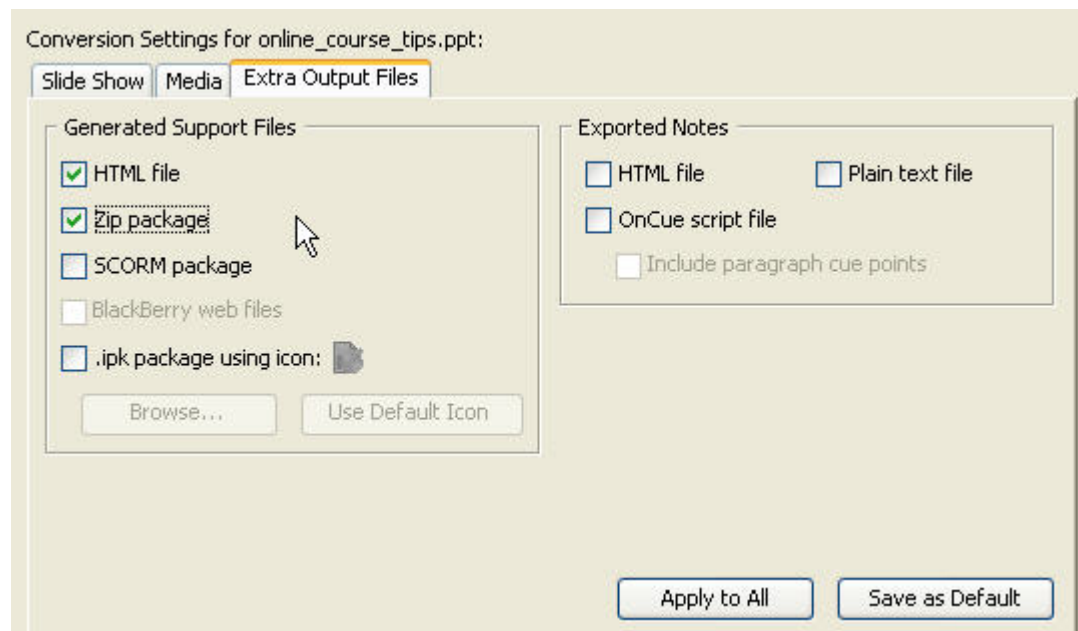 Conversion Settings for online_course_tips.ppt:
Slide Show Media Extra Output Files
Generated Support Files
HTML file
Zip package
SCORM package
BlackBerry web files
.ipk package using icon:
Browse... Use Default Icon
Exported Notes
HTML file Plain text file
OnCue script file
Include paragraph cue points
Apply to All Save as Default